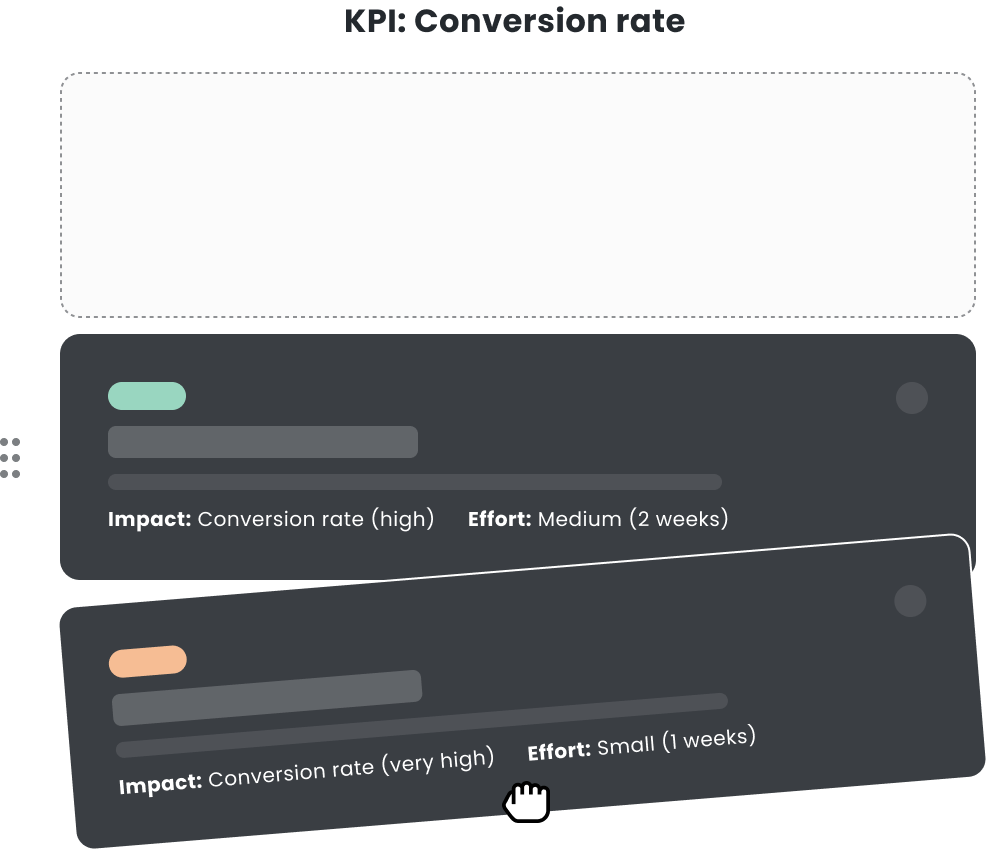 KPI: Conversion rate
Impact: Conversion rate (high) Effort: Medium (2 weeks)
Impact: Conversion rate (very high) Effort: Small (1 weeks)